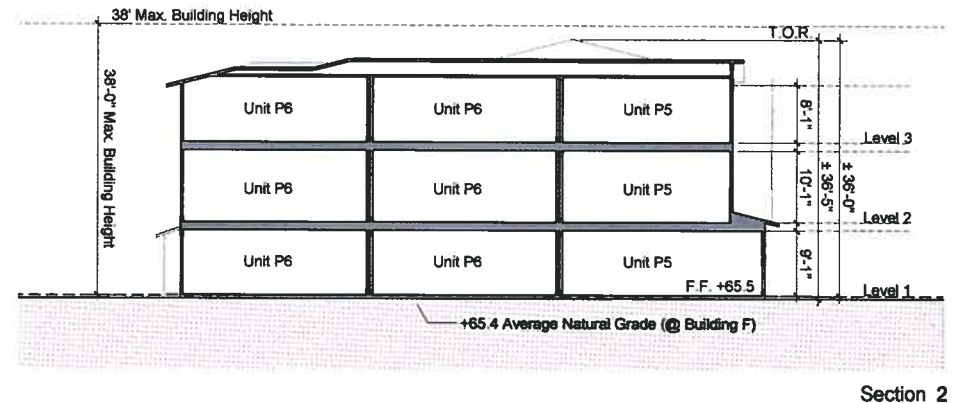 38' Max. Building Height
T.O.R.
38'-0" Max. Building Height
Unit P6
Unit P6
Unit P5
8'-1"
Level 3
Unit P6
Unit P6
Unit P5
10'-1"
± 36'-5"
± 36'-0"
Level 2
Unit P6
Unit P6
Unit P5
9'-1"
F.F. +65.5
Level 1
+65.4 Average Natural Grade (@ Building F)
Section 2